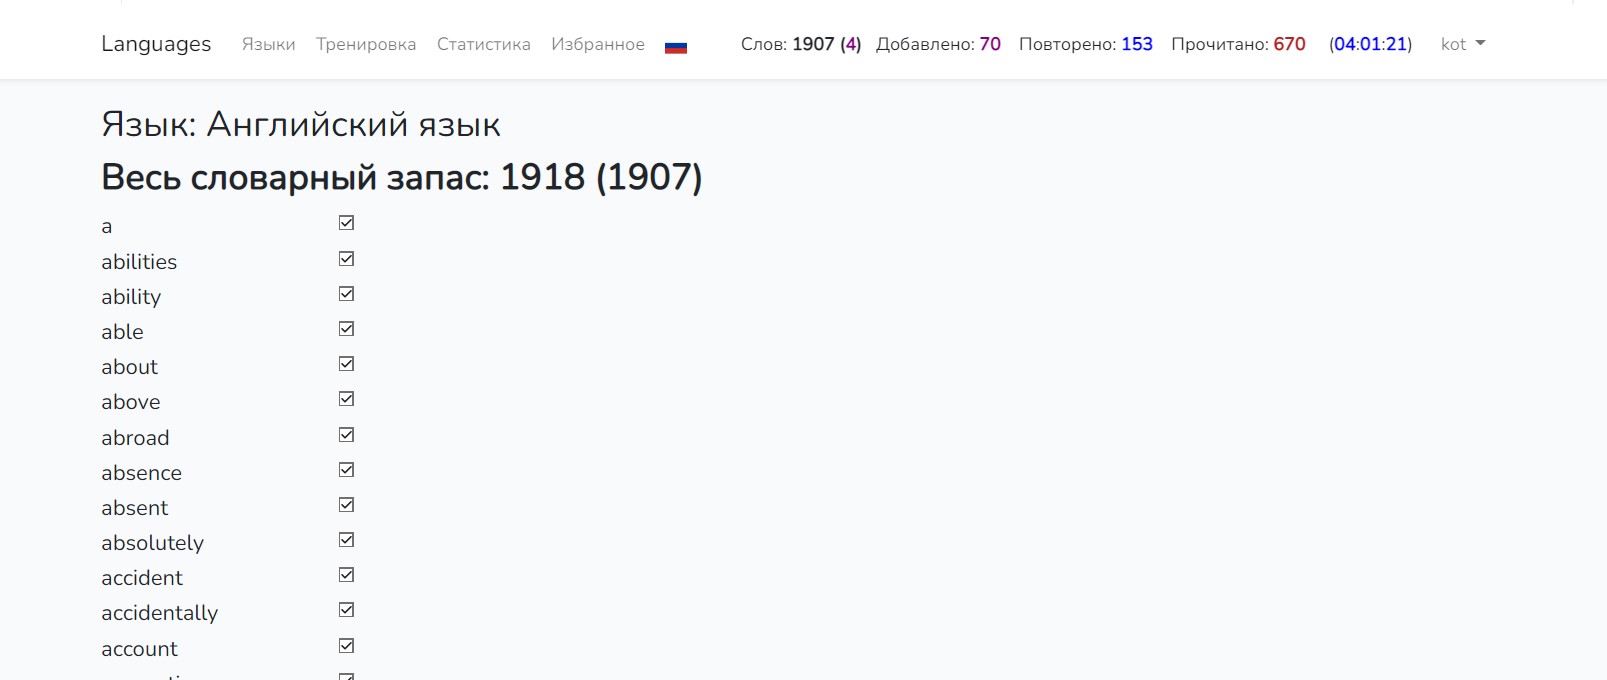 Languages Языки Тренировка Статистика Избранное Слов: 1907 (4) Добавлено: 70 Повторено: 153 Прочитано: 670 (04:01:21) kot
Язык: Английский язык
Весь словарный запас: 1918 (1907)
a
abilities
ability
able
about
above
abroad
absence
absent
absolutely
accident
accidentally
account